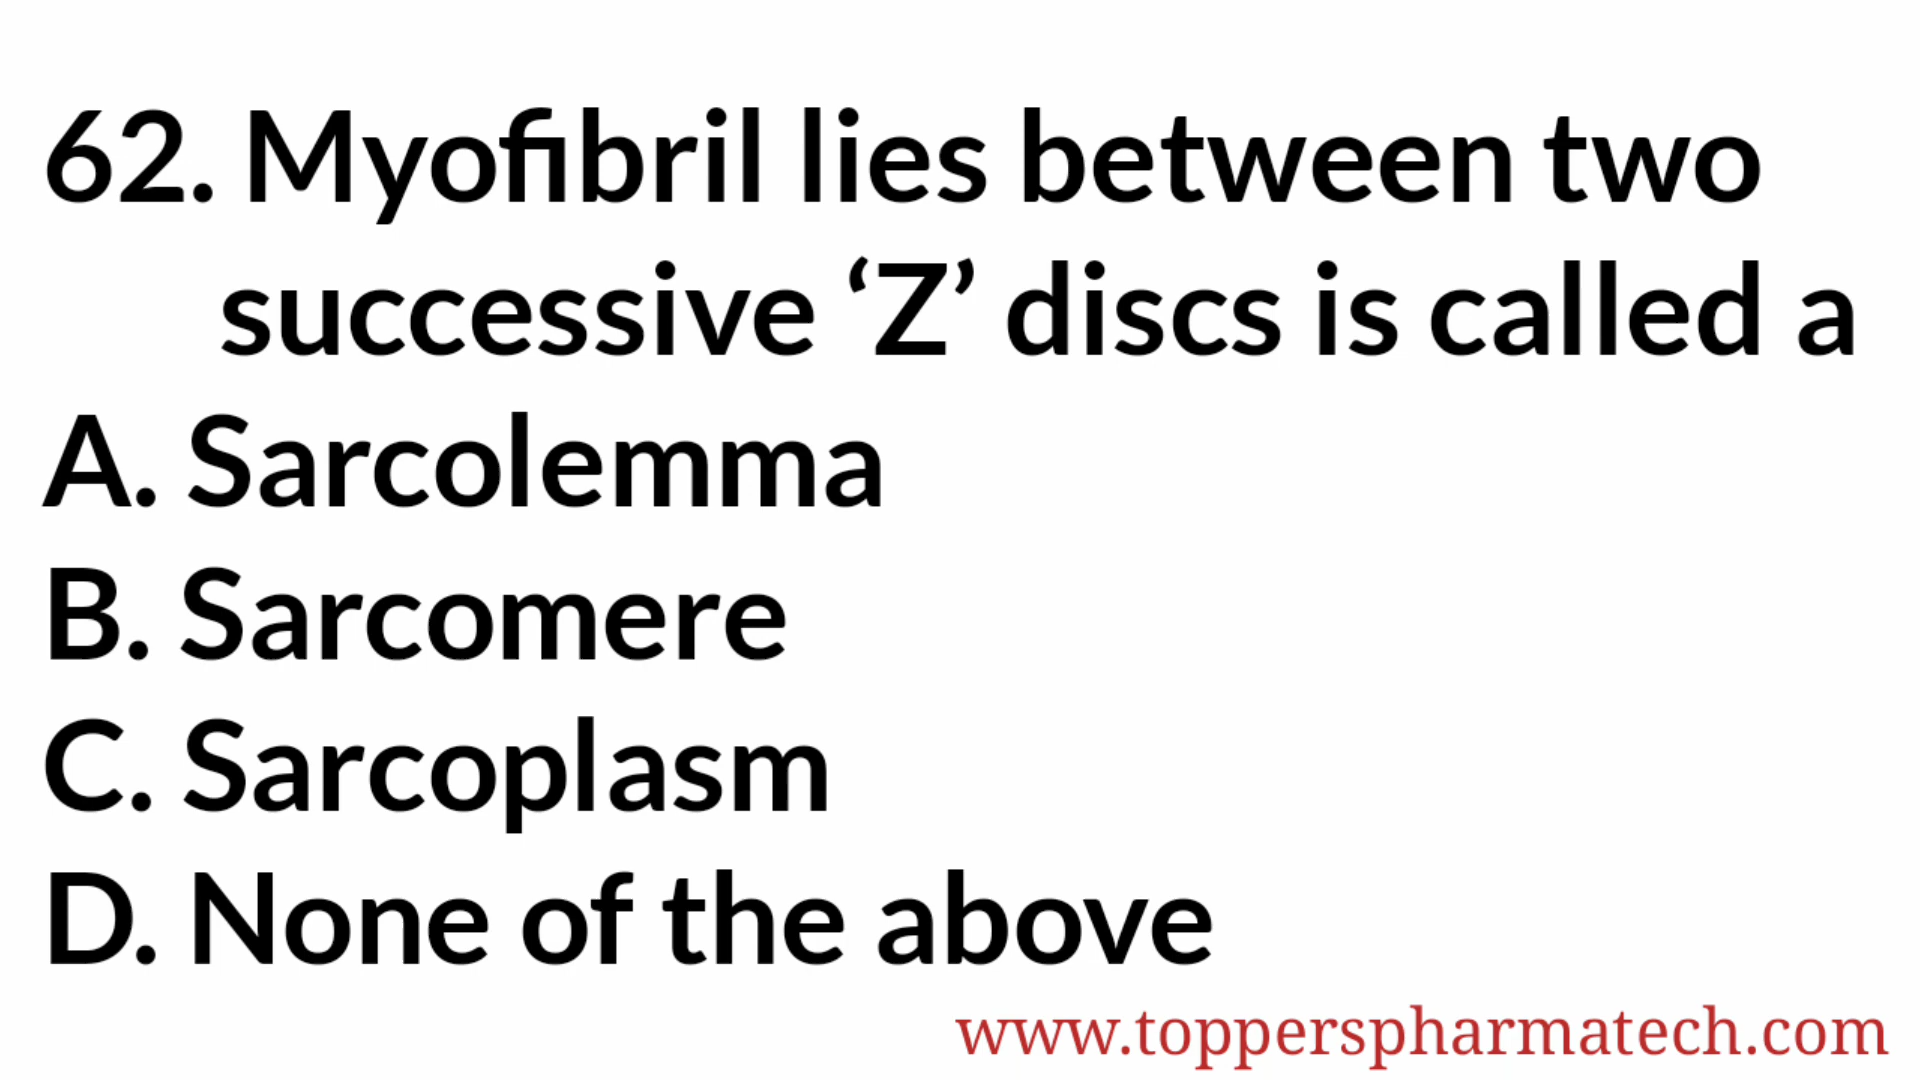 62. Myofibril lies between two
successive ‘Z’ discs is called a
A. Sarcolemma
B. Sarcomere
C. Sarcoplasm
D. None of the above
www.topperspharmatech.com